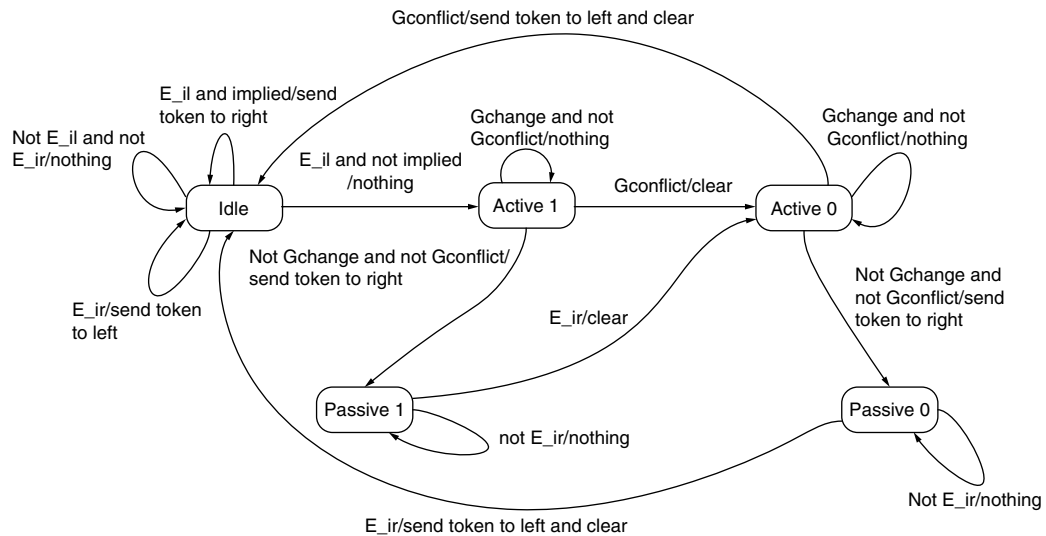 Gconflict/send token to left and clear
E_il and implied/send
token to right
Not E_il and not
E_ir/nothing
Gchange and not
Gconflict/nothing
Gchange and not
Gconflict/nothing
E_il and not implied
/nothing
Gconflict/clear
Idle
Active 1
Active 0
Not Gchange and not Gconflict/
send token to right
Not Gchange and
not Gconflict/send
token to right
E_ir/send token
to left
E_ir/clear
Passive 1
Passive 0
not E_ir/nothing
Not E_ir/nothing
E_ir/send token to left and clear